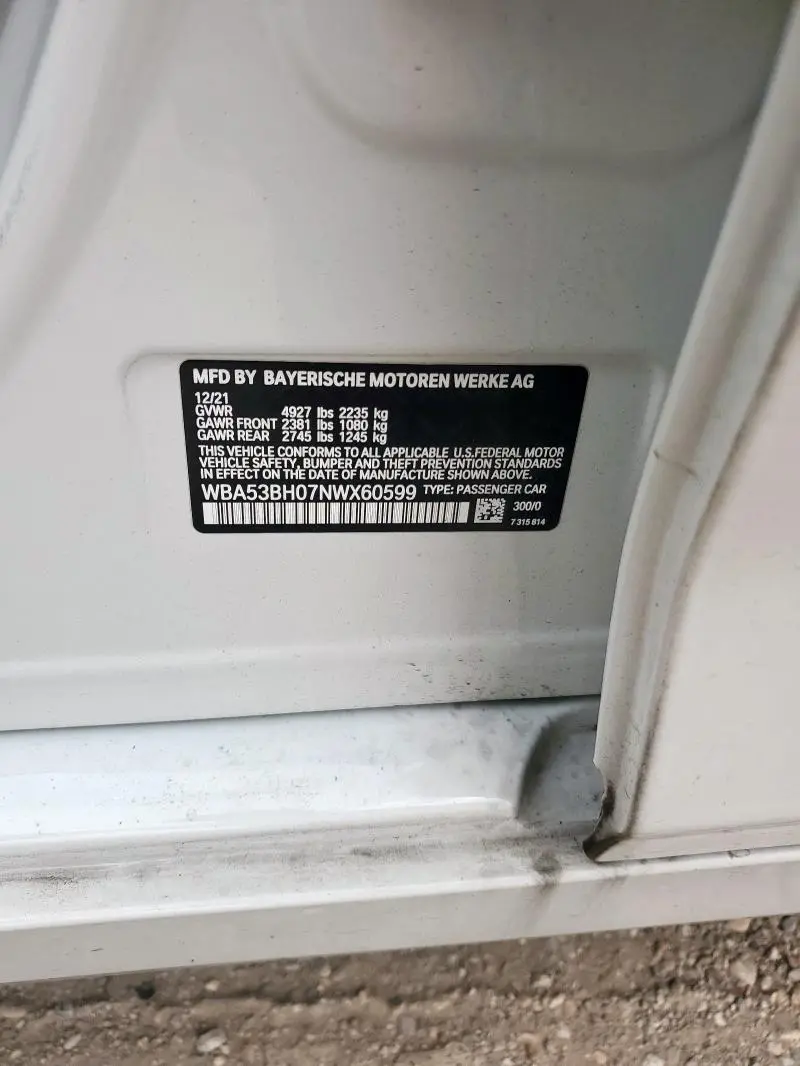 MFD BY BAYERISCHE MOTOREN WERKE AG
12/21
GVWR 4927 lbs 2235 kg
GAWR FRONT 2381 lbs 1080 kg
GAWR REAR 2745 lbs 1245 kg
THIS VEHICLE CONFORMS TO ALL APPLICABLE U.S.FEDERAL MOTOR
VEHICLE SAFETY, BUMPER AND THEFT PREVENTION STANDARDS
IN EFFECT ON THE DATE OF MANUFACTURE SHOWN ABOVE.
WBA53BH07NWX60599 TYPE: PASSENGER CAR
300/0
7 315 814